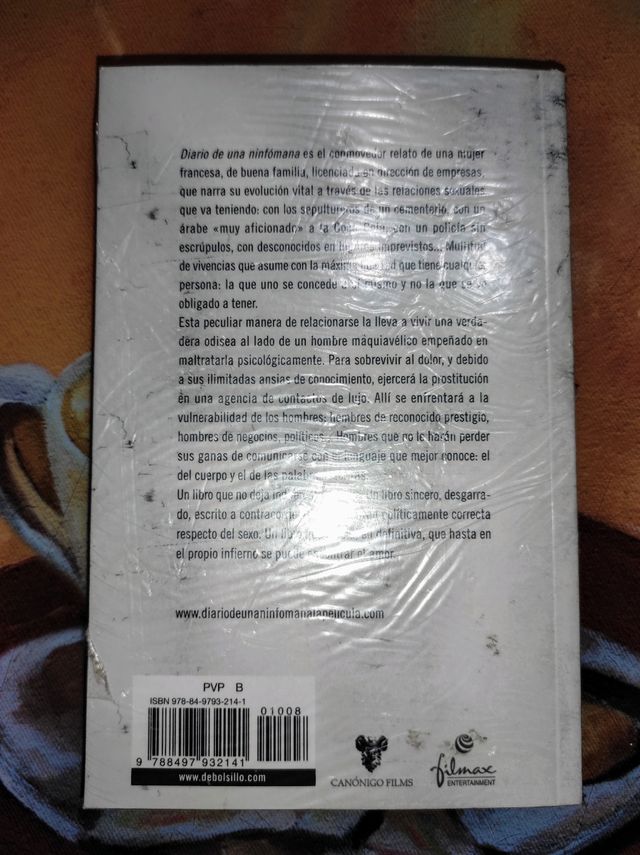 Diario de una ninfómana es el conmovedor relato de una mujer
francesa, de buena familia, licenciada en dirección de empresas,
que narra su evolución vital a través de las relaciones sexuales
que va teniendo: con los sepultureros de un cementerio, con un
árabe «muy aficionado» a la Coca-Cola, con un policía sin
escrúpulos, con desconocidos en lugares imprevistos... Multitud
de vivencias que asume con la máxima libertad que tiene cualquier
persona: la que uno se concede a sí mismo y no la que se ve
obligado a tener.
Esta peculiar manera de relacionarse la lleva a vivir una verda-
dera odisea al lado de un hombre maquiavélico empeñado en
maltratarla psicológicamente. Para sobrevivir al dolor, y debido
a sus ilimitadas ansias de conocimiento, ejercerá la prostitución
en una agencia de contactos de lujo. Allí se enfrentará a la
vulnerabilidad de los hombres: hombres de reconocido prestigio,
hombres de negocios, políticos... Hombres que no le harán perder
sus ganas de comunicarse con el lenguaje que mejor conoce: el
del cuerpo y el de las
Un libro que no deja Un libro sincero, desgarra-
do, escrito a políticamente correcta
respecto del sexo. Un libro en definitiva, que hasta en
el propio infierno se puede encontrar el amor.
www.diariodeunaninfomanalapelicula.com
PVP B
ISBN 978-84-9793-214-1
01008
9 788497 932141
www.debolsillo.com
CANÓNIGO FILMS
filmax
ENTERTAINMENT